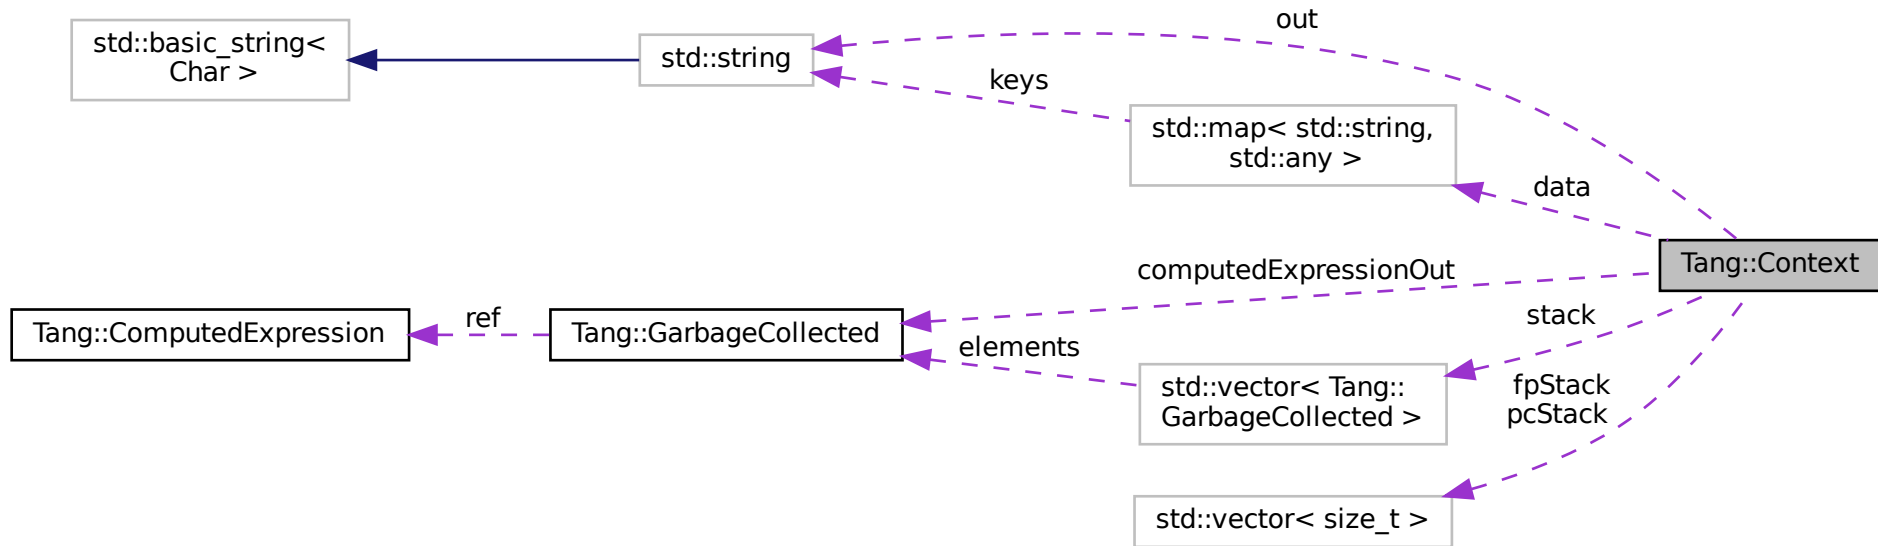 out
std::basic_string<
Char >
std::string
keys
std::map< std::string,
std::any >
data
Tang::Context
computedExpressionOut
stack
ref
Tang::ComputedExpression
Tang::GarbageCollected
elements
std::vector< Tang::
GarbageCollected >
fpStack
pcStack
std::vector< size_t >